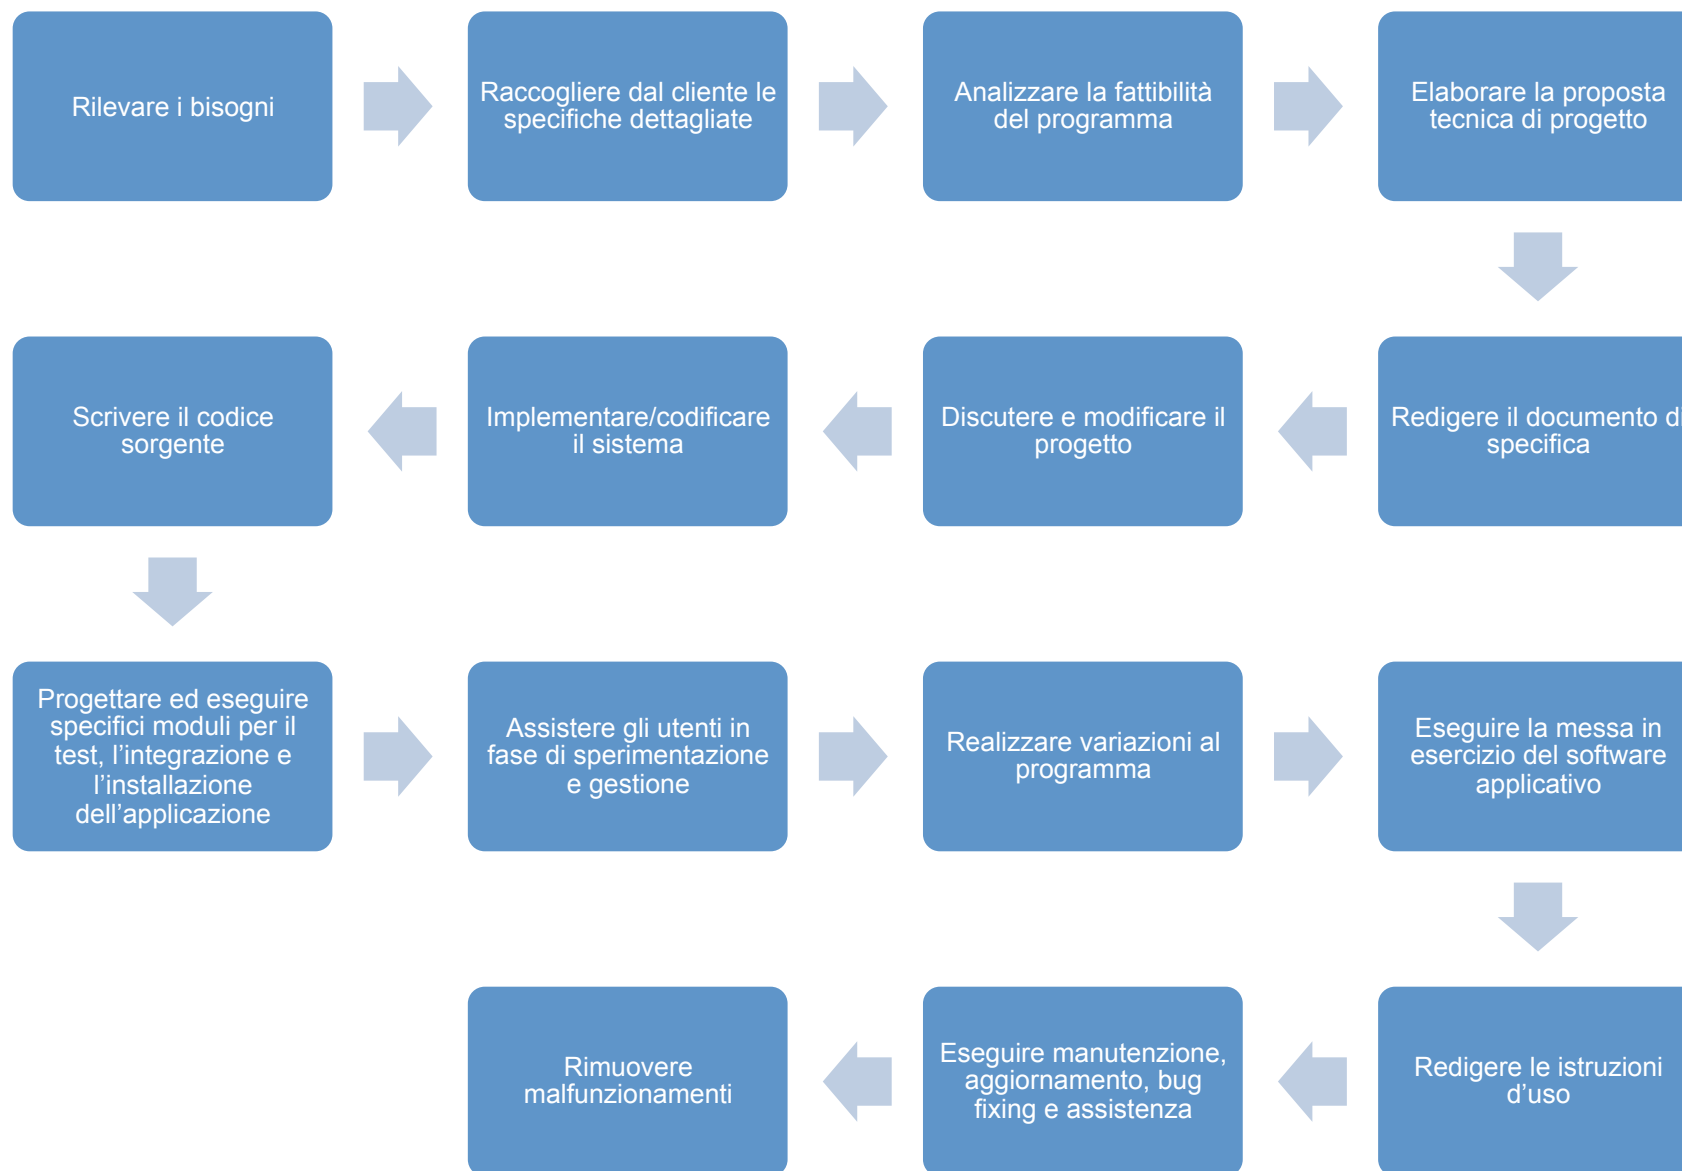 Rilevare i bisogni
Raccogliere dal cliente le
specifiche dettagliate
Analizzare la fattibilità
del programma
Elaborare la proposta
tecnica di progetto
Scrivere il codice
sorgente
Implementare/codificare
il sistema
Discutere e modificare il
progetto
Redigere il documento di
specifica
Progettare ed eseguire
specifici moduli per il
test, l’integrazione e
l’installazione
dell’applicazione
Assistere gli utenti in
fase di sperimentazione
e gestione
Realizzare variazioni al
programma
Eseguire la messa in
esercizio del software
applicativo
Rimuovere
malfunzionamenti
Eseguire manutenzione,
aggiornamento, bug
fixing e assistenza
Redigere le istruzioni
d’uso